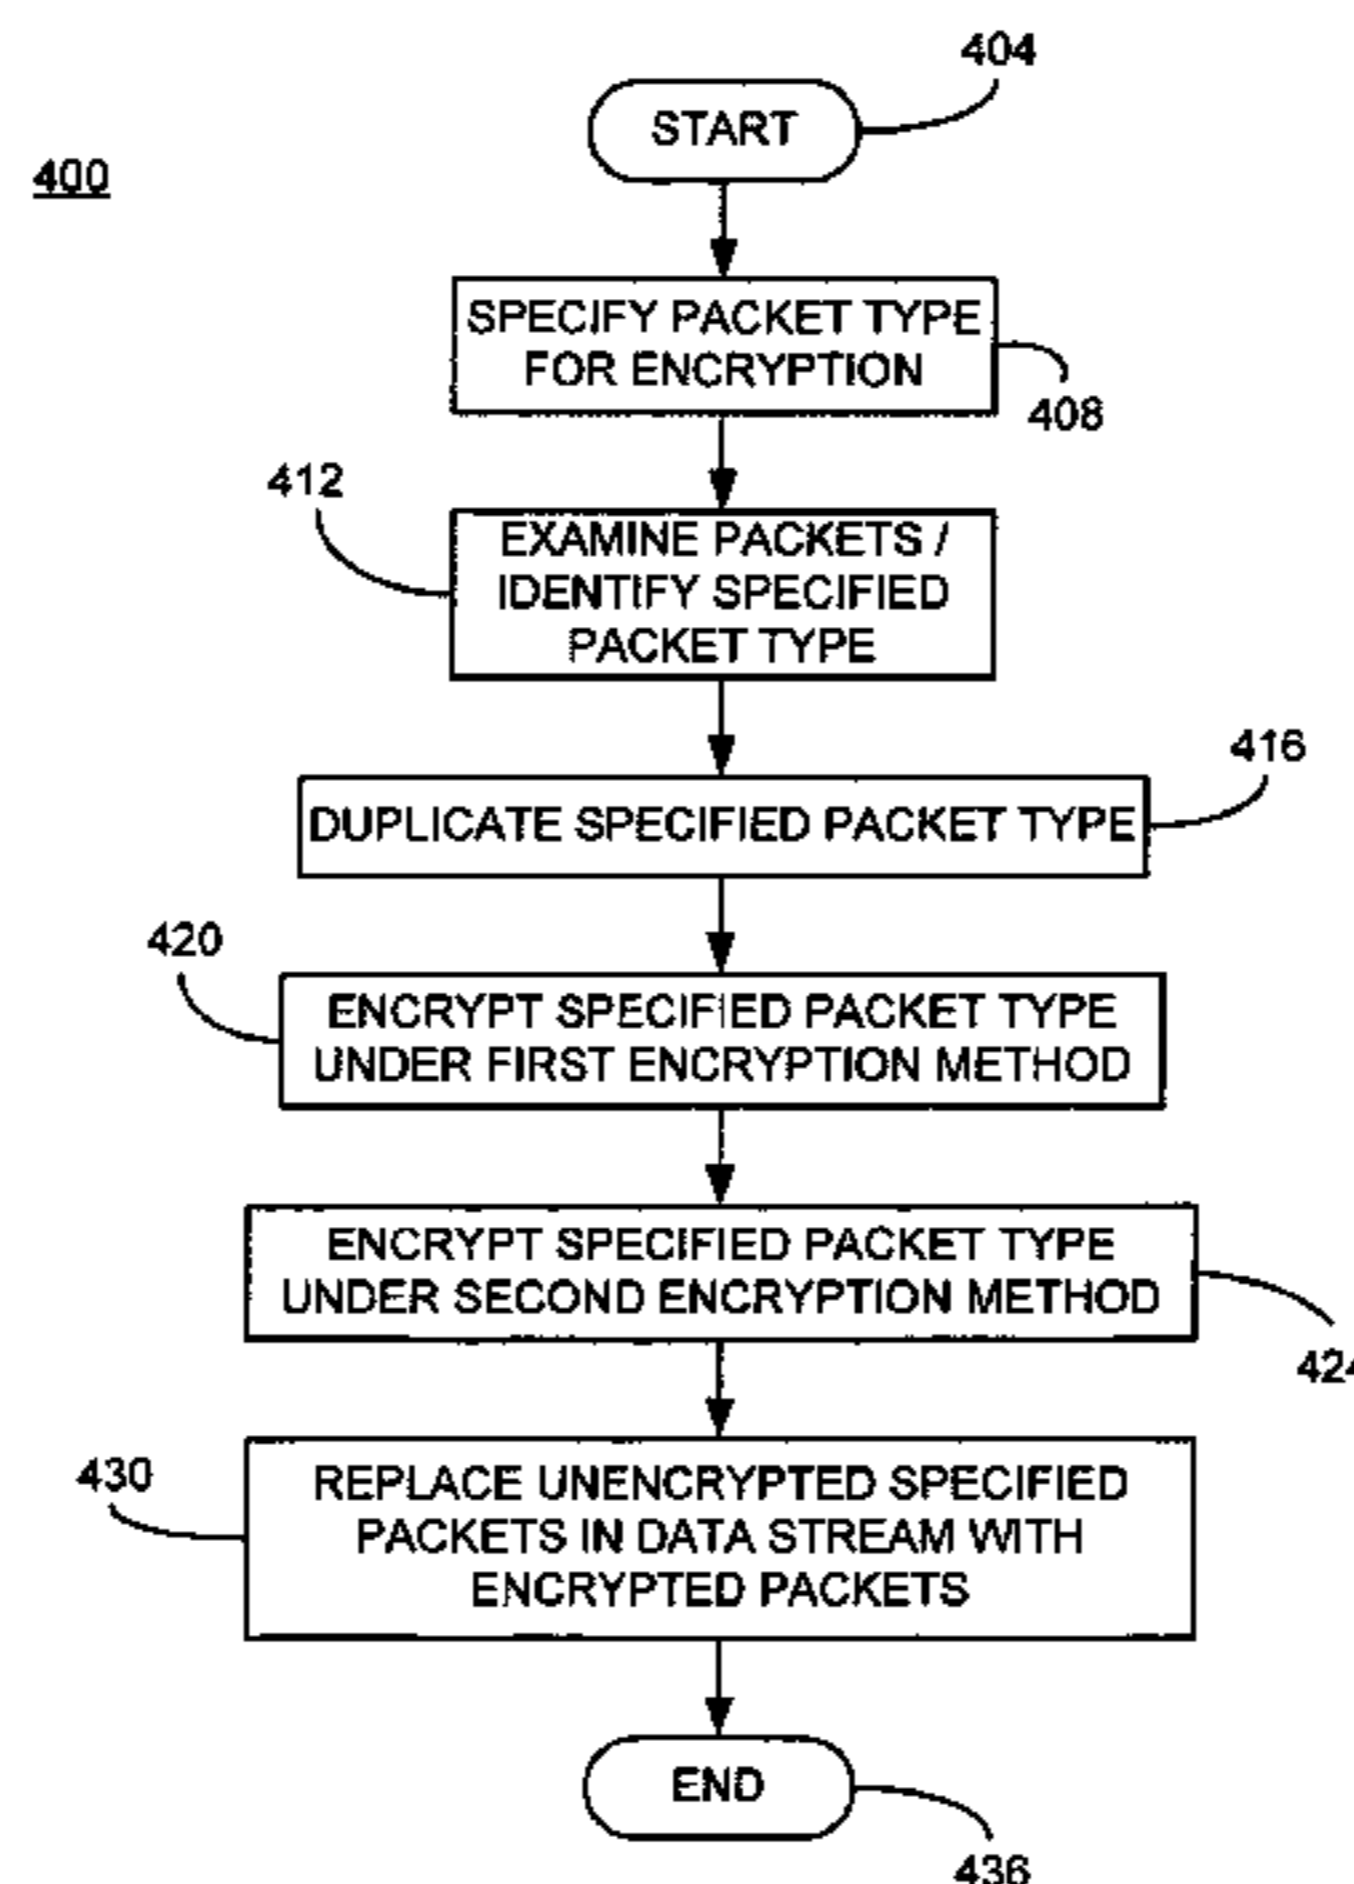 404
START
400
SPECIFY PACKET TYPE
FOR ENCRYPTION
408
412
EXAMINE PACKETS /
IDENTIFY SPECIFIED
PACKET TYPE
416
DUPLICATE SPECIFIED PACKET TYPE
420
ENCRYPT SPECIFIED PACKET TYPE
UNDER FIRST ENCRYPTION METHOD
ENCRYPT SPECIFIED PACKET TYPE
UNDER SECOND ENCRYPTION METHOD
424
430
REPLACE UNENCRYPTED SPECIFIED
PACKETS IN DATA STREAM WITH
ENCRYPTED PACKETS
END
436